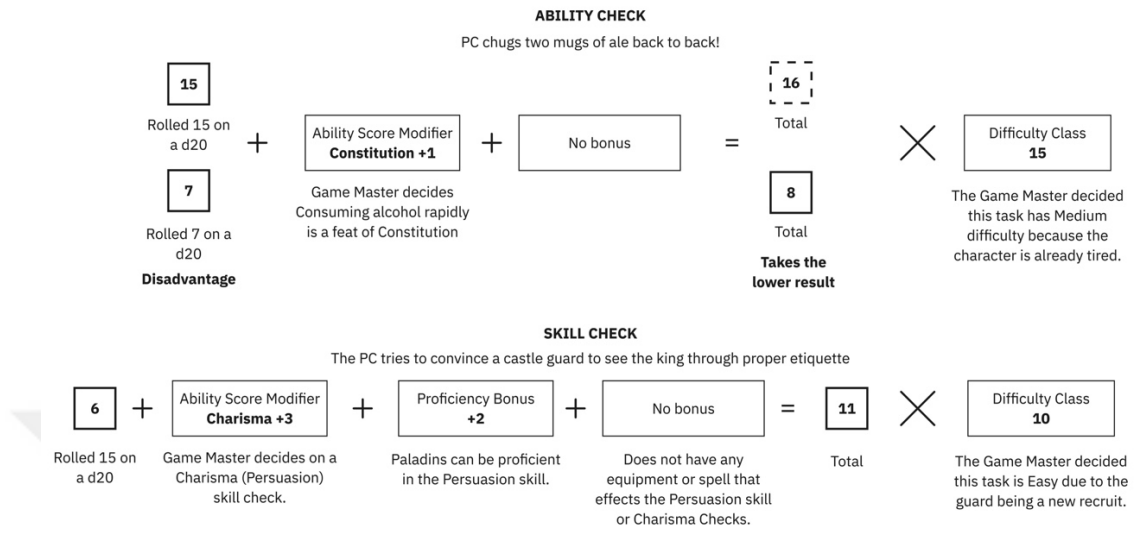 ABILITY CHECK
PC chugs two mugs of ale back to back!
15
Rolled 15 on
a d20
7
Rolled 7 on a
d20
Disadvantage
+
Ability Score Modifier
Constitution +1
Game Master decides
Consuming alcohol rapidly
is a feat of Constitution
+
No bonus
=
16
Total
8
Total
Takes the
lower result
Difficulty Class
15
The Game Master decided
this task has Medium
difficulty because the
character is already tired.
SKILL CHECK
The PC tries to convince a castle guard to see the king through proper etiquette
6
Rolled 15 on
a d20
+
Ability Score Modifier
Charisma +3
Game Master decides on a
Charisma (Persuasion)
skill check.
+
Proficiency Bonus
+2
Paladins can be proficient
in the Persuasion skill.
+
No bonus
Does not have any
equipment or spell that
effects the Persuasion skill
or Charisma Checks.
=
11
Total
Difficulty Class
10
The Game Master decided
this task is Easy due to the
guard being a new recruit.